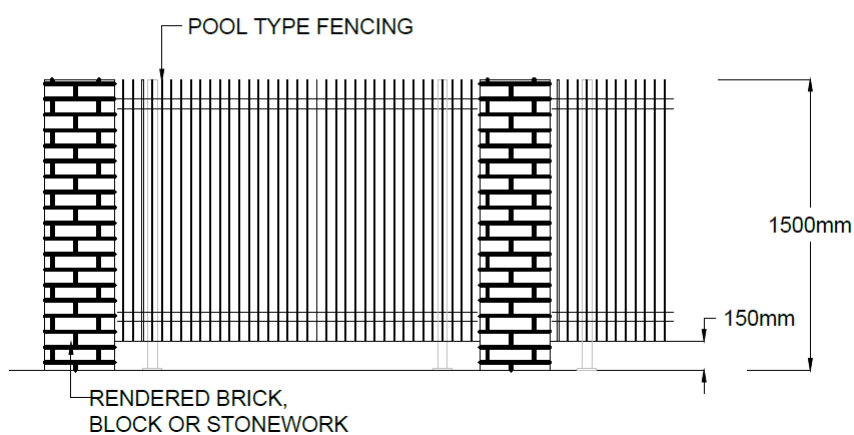 POOL TYPE FENCING
1500mm
150mm
RENDERED BRICK,
BLOCK OR STONEWORK